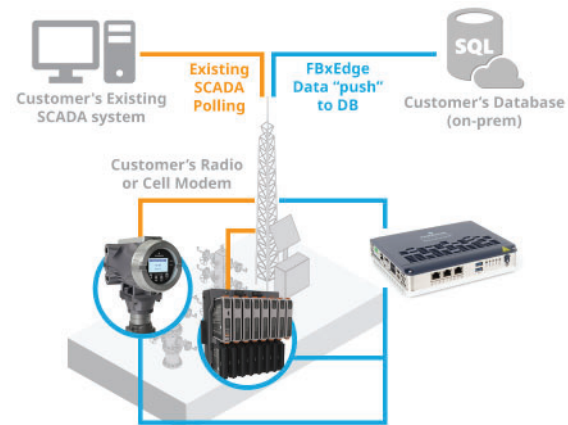 SQL
Customer's Existing
SCADA system
Existing
SCADA
Polling
FBxEdge
Data “push”
to DB
Customer's Database
(on-prem)
Customer's Radio
or Cell Modem